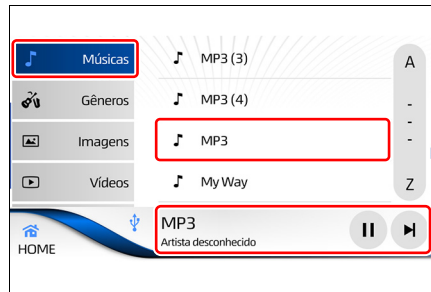 Músicas
MP3 (3)
A
Gêneros
MP3 (4)
-
-
-
Imagens
MP3
Vídeos
My Way
Z
MP3
Artista desconhecido
HOME